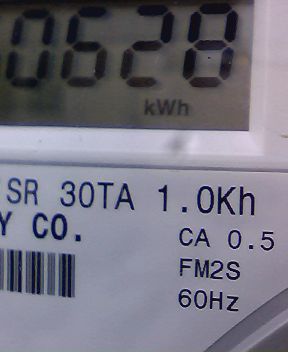 0628
kWh
SR 30TA 1.0Kh
Y CO.
CA 0.5
FM2S
60Hz